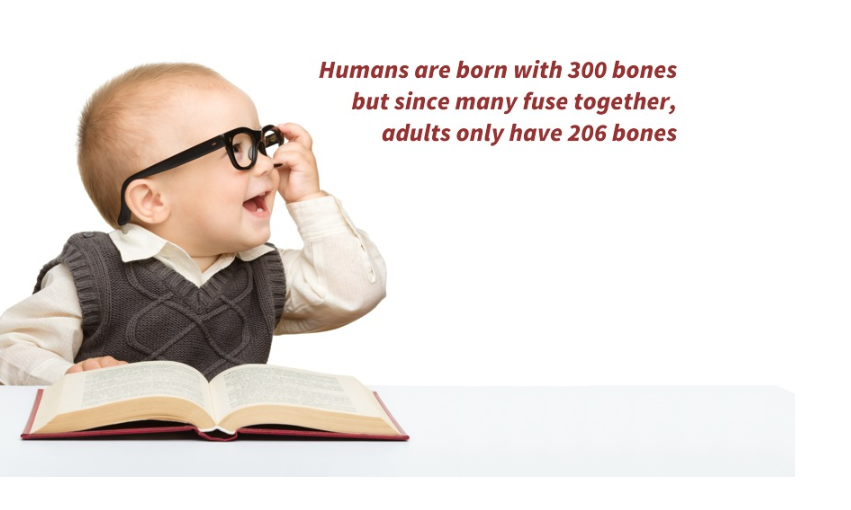 Humans are born with 300 bones
but since many fuse together,
adults only have 206 bones